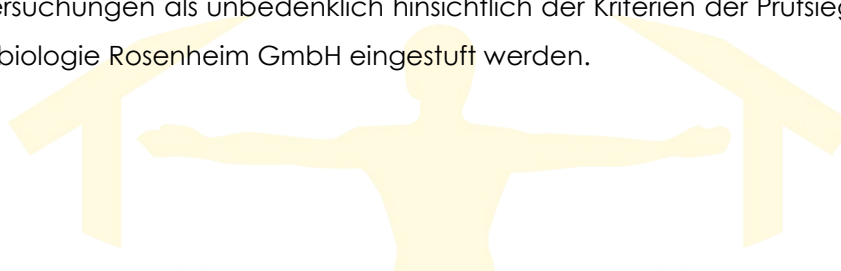 ersuchungen als unbedenklich hinsichtlich der Kriterien der Prüfsieg
biologie Rosenheim GmbH eingestuft werden.